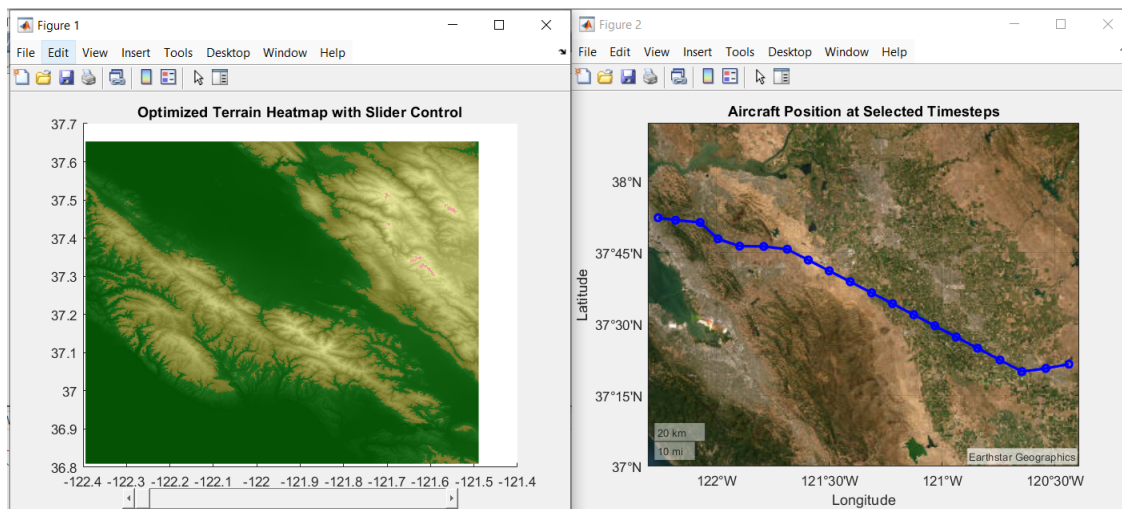 Figure 1
File Edit View Insert Tools Desktop Window Help
Optimized Terrain Heatmap with Slider Control
37.7
37.6
37.5
37.4
37.3
37.2
37.1
37
36.9
36.8
-122.4 -122.3 -122.2 -122.1 -122 -121.9 -121.8 -121.7 -121.6 -121.5 -121.4
Figure 2
File Edit View Insert Tools Desktop Window Help
Aircraft Position at Selected Timesteps
Latitude
38°N
37°45'N
37°30'N
37°15'N
37°N
20 km
10 mi
Earthstar Geographics
122°W 121°30'W 121°W 120°30'W
Longitude